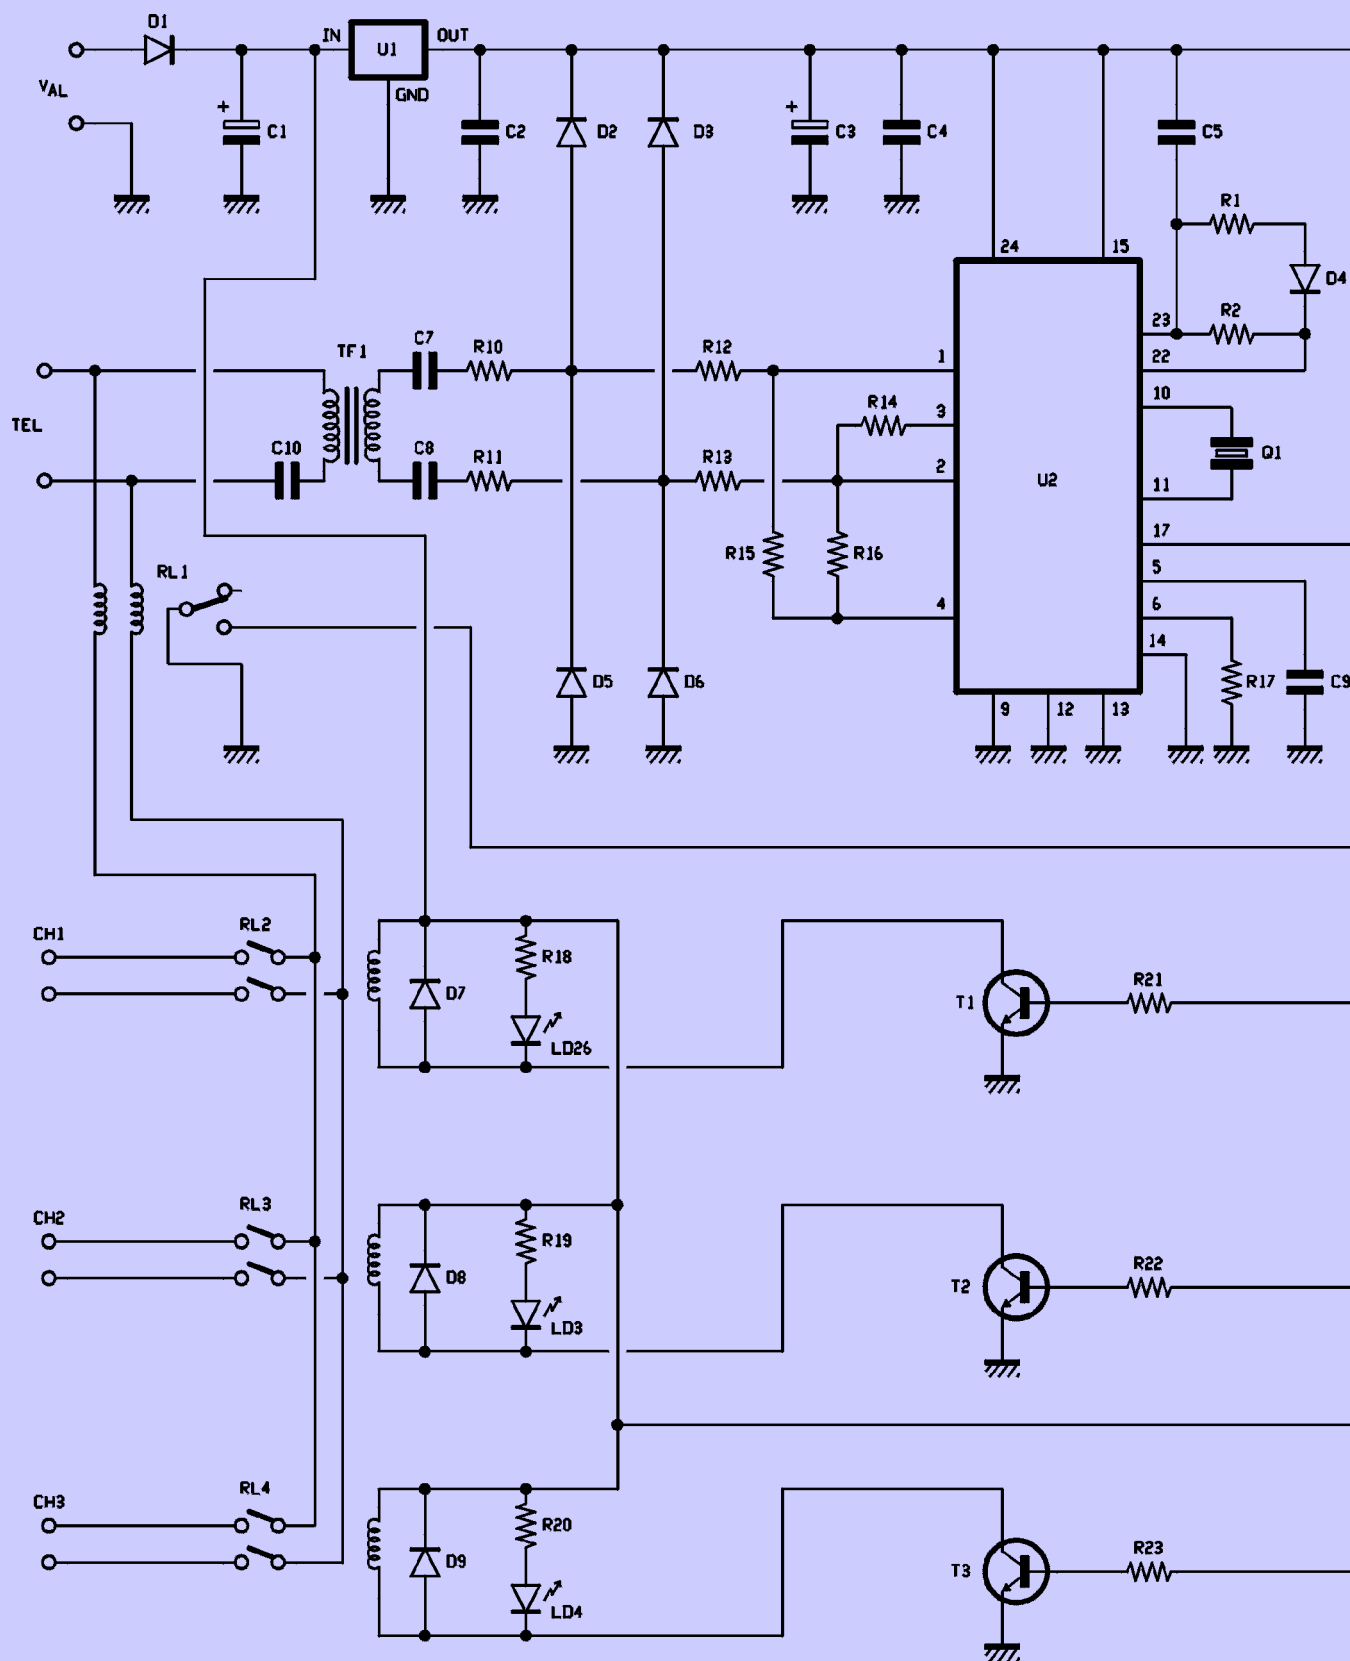 D1
IN
U1
OUT
VAL
GND
+
C1
C2
D2
D3
+
C3
C4
C5
R1
24
15
D4
23
R2
22
TF1
C7
R10
R12
1
10
TEL
R14
3
C10
C8
R11
R13
2
Q1
U2
11
17
R15
R16
RL1
5
4
6
14
D5
D6
R17
C9
9
12
13
CH1
RL2
R18
D7
T1
R21
LD26
CH2
RL3
R19
D8
T2
R22
LD3
CH3
RL4
R20
D9
T3
R23
LD4